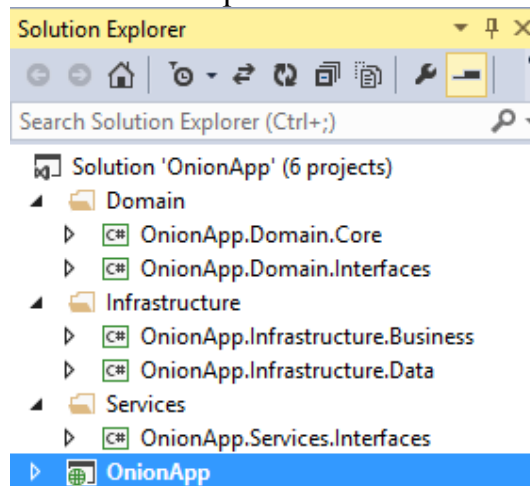 Solution Explorer
Search Solution Explorer (Ctrl+;)
Solution 'OnionApp' (6 projects)
Domain
C# OnionApp.Domain.Core
C# OnionApp.Domain.Interfaces
Infrastructure
C# OnionApp.Infrastructure.Business
C# OnionApp.Infrastructure.Data
Services
C# OnionApp.Services.Interfaces
OnionApp